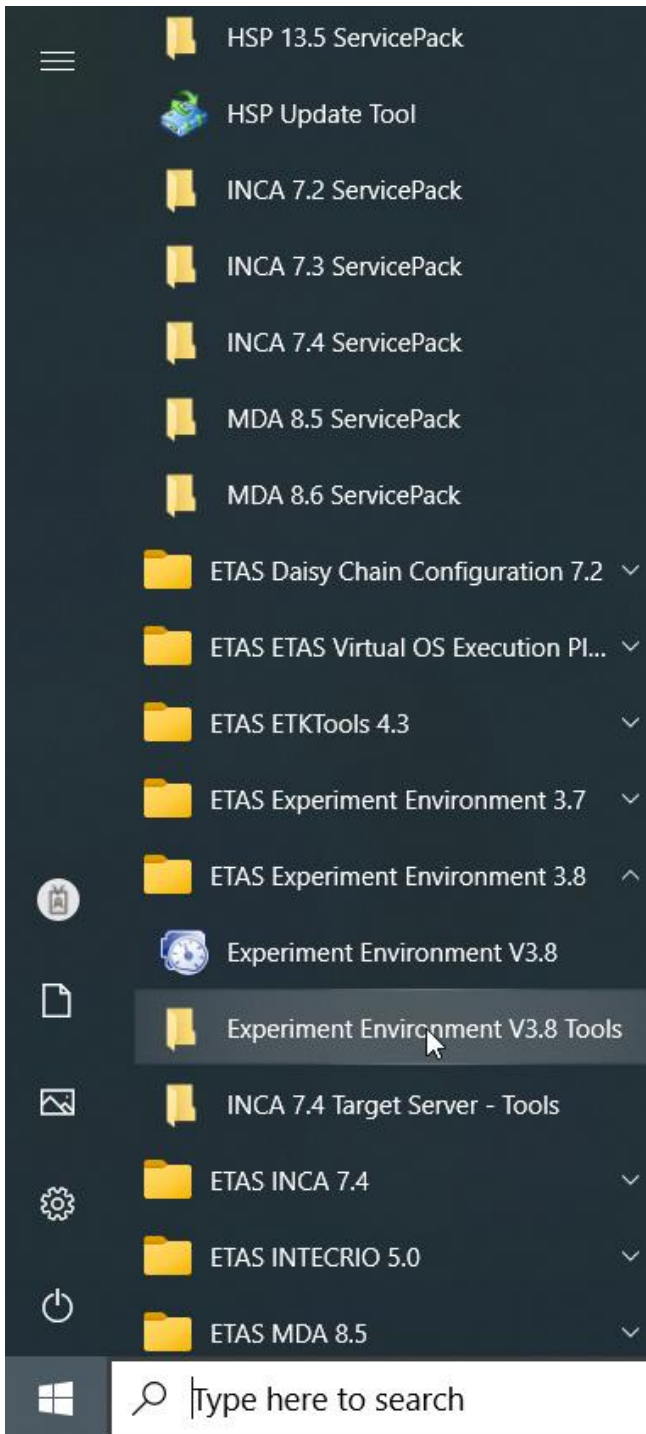 HSP 13.5 ServicePack
HSP Update Tool
INCA 7.2 ServicePack
INCA 7.3 ServicePack
INCA 7.4 ServicePack
MDA 8.5 ServicePack
MDA 8.6 ServicePack
ETAS Daisy Chain Configuration 7.2
ETAS ETAS Virtual OS Execution Pl...
ETAS ETKTools 4.3
ETAS Experiment Environment 3.7
ETAS Experiment Environment 3.8
Experiment Environment V3.8
Experiment Environment V3.8 Tools
INCA 7.4 Target Server - Tools
ETAS INCA 7.4
ETAS INTECRIO 5.0
ETAS MDA 8.5
Type here to search